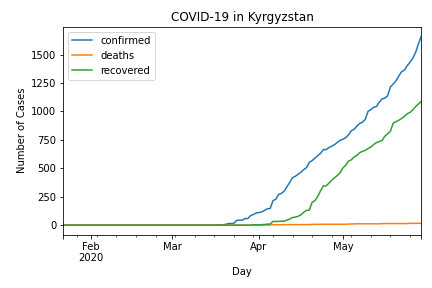 COVID-19 in Kyrgyzstan
confirmed
deaths
recovered
Number of Cases
1500
1250
1000
750
500
250
0
Feb
2020
Mar
Apr
May
Day